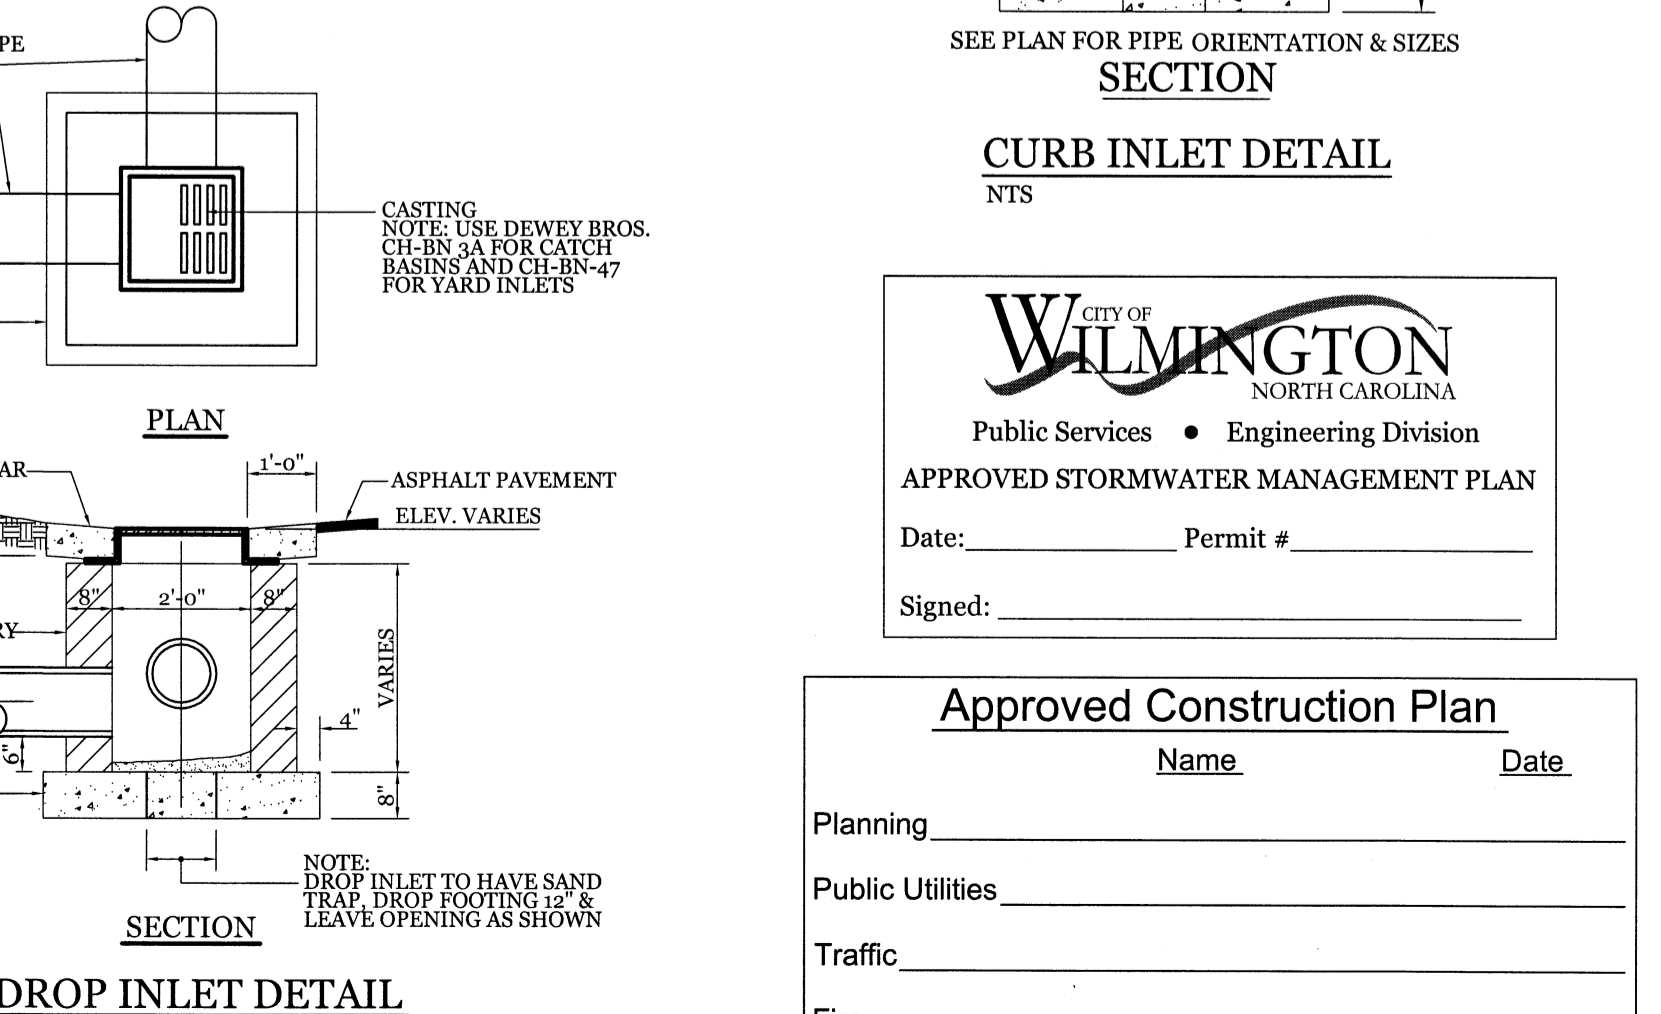 PE
CASTING
NOTE: USE DEWEY BROS.
CH-BN 3A FOR CATCH
BASINS AND CH-BN-47
FOR YARD INLETS
PLAN
AR
1'-0"
ASPHALT PAVEMENT
ELEV. VARIES
8"
2'-0"
8"
RY
VARIES
4"
6"
8"
NOTE:
DROP INLET TO HAVE SAND
TRAP, DROP FOOTING 12" &
LEAVE OPENING AS SHOWN
SECTION
DROP INLET DETAIL
SEE PLAN FOR PIPE ORIENTATION & SIZES
SECTION
CURB INLET DETAIL
NTS
CITY OF
WILMINGTON
NORTH CAROLINA
Public Services • Engineering Division
APPROVED STORMWATER MANAGEMENT PLAN
Date: Permit #
Signed:
Approved Construction Plan
Name Date
Planning
Public Utilities
Traffic